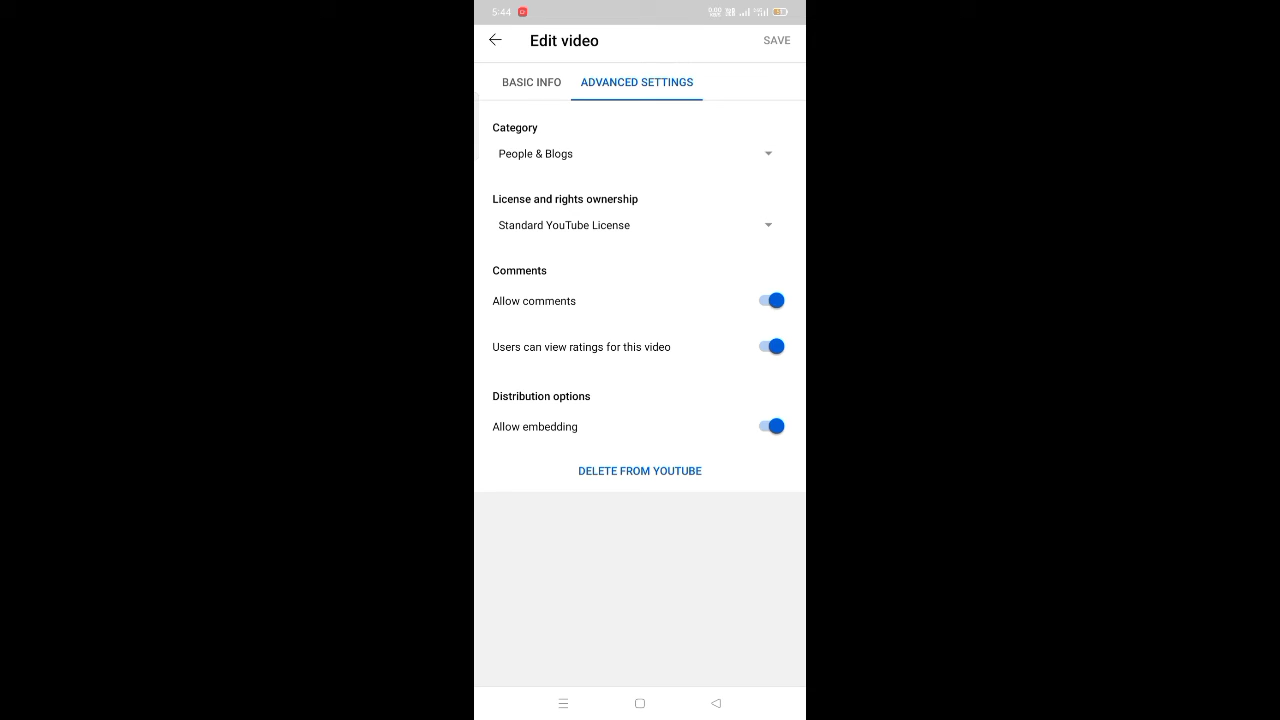 5:44
Edit video
SAVE
BASIC INFO
ADVANCED SETTINGS
Category
People & Blogs
License and rights ownership
Standard YouTube License
Comments
Allow comments
Users can view ratings for this video
Distribution options
Allow embedding
DELETE FROM YOUTUBE